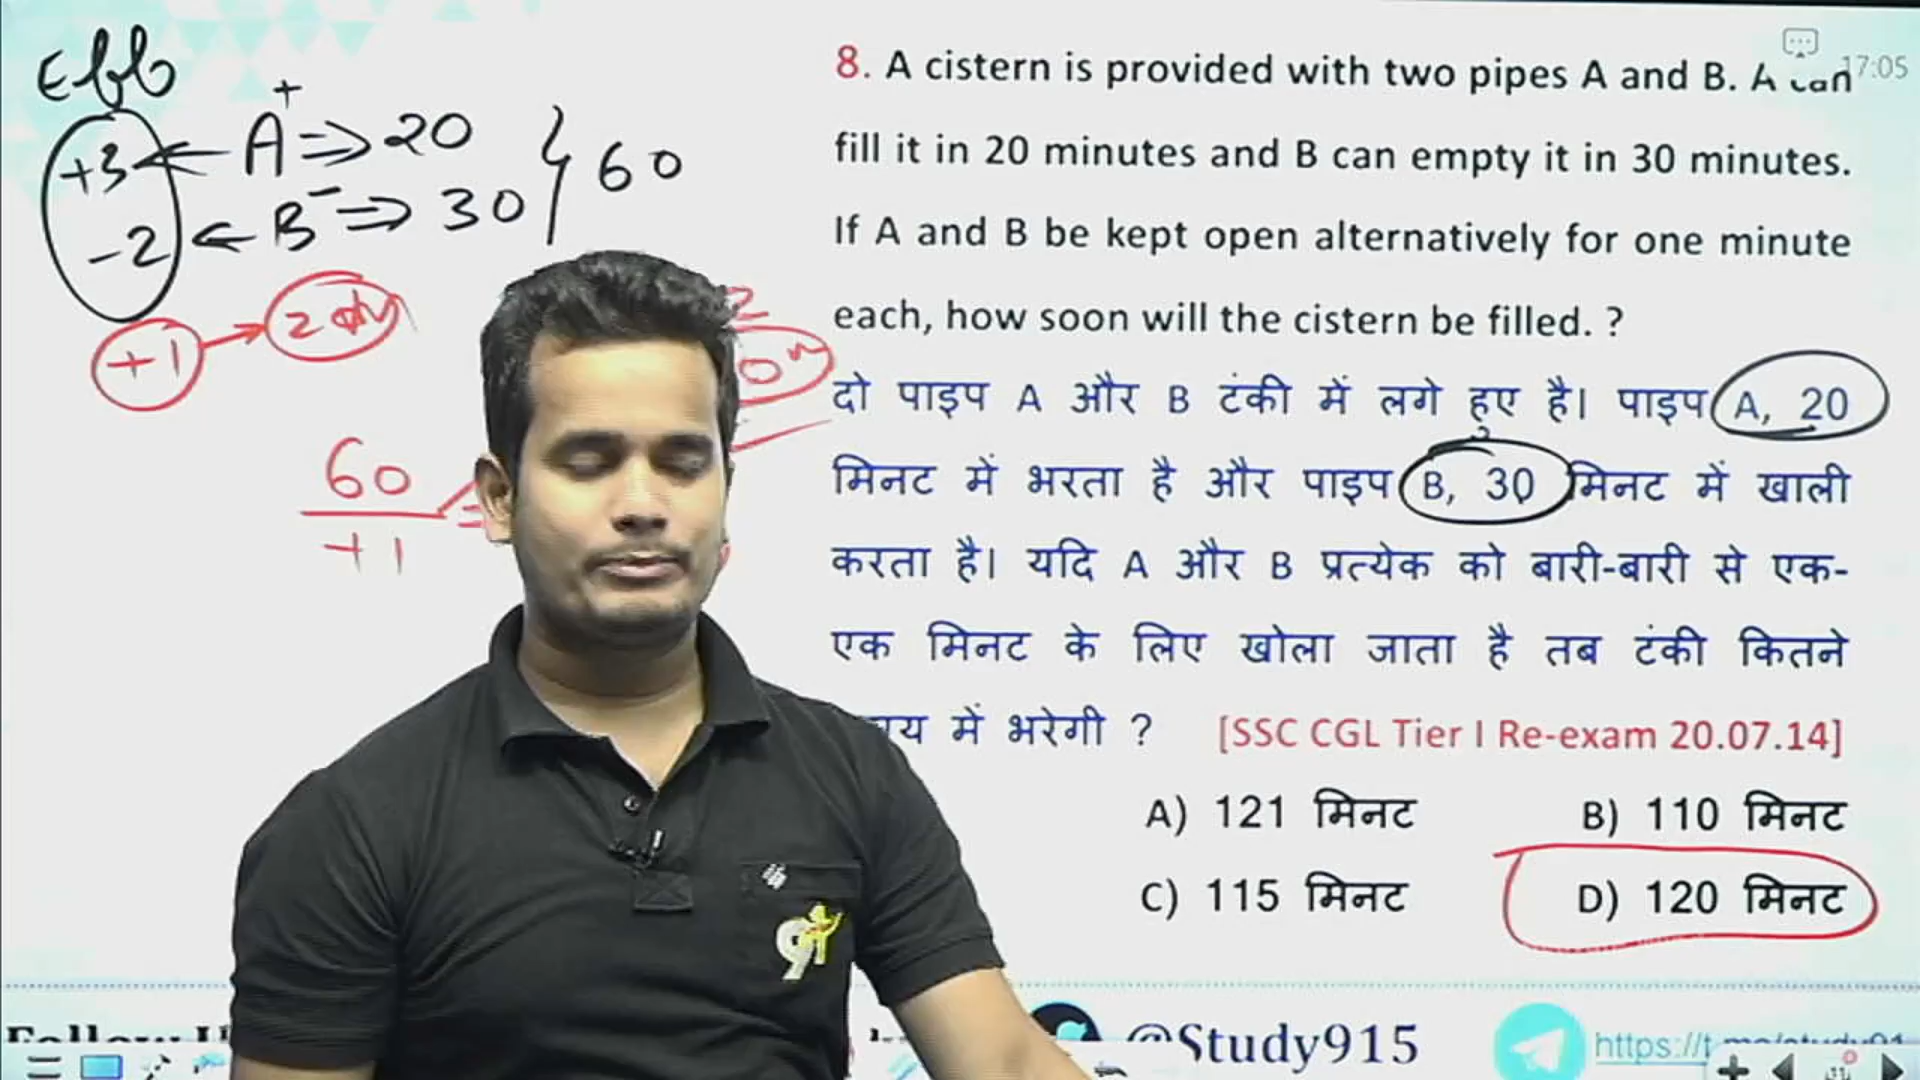 Eff
+
+3 ← A ⇒ 20
60
-2 ← B⁻ ⇒ 30
+1 → 2
60
+1
17:05
8. A cistern is provided with two pipes A and B. A can
fill it in 20 minutes and B can empty it in 30 minutes.
If A and B be kept open alternatively for one minute
each, how soon will the cistern be filled. ?
दो पाइप A और B टंकी में लगे हुए है। पाइप A, 20
मिनट में भरता है और पाइप B, 30 मिनट में खाली
करता है। यदि A और B प्रत्येक को बारी-बारी से एक-
एक मिनट के लिए खोला जाता है तब टंकी कितने
में भरेगी ? [SSC CGL Tier I Re-exam 20.07.14]
A) 121 मिनट B) 110 मिनट
C) 115 मिनट D) 120 मिनट
91
@Study915